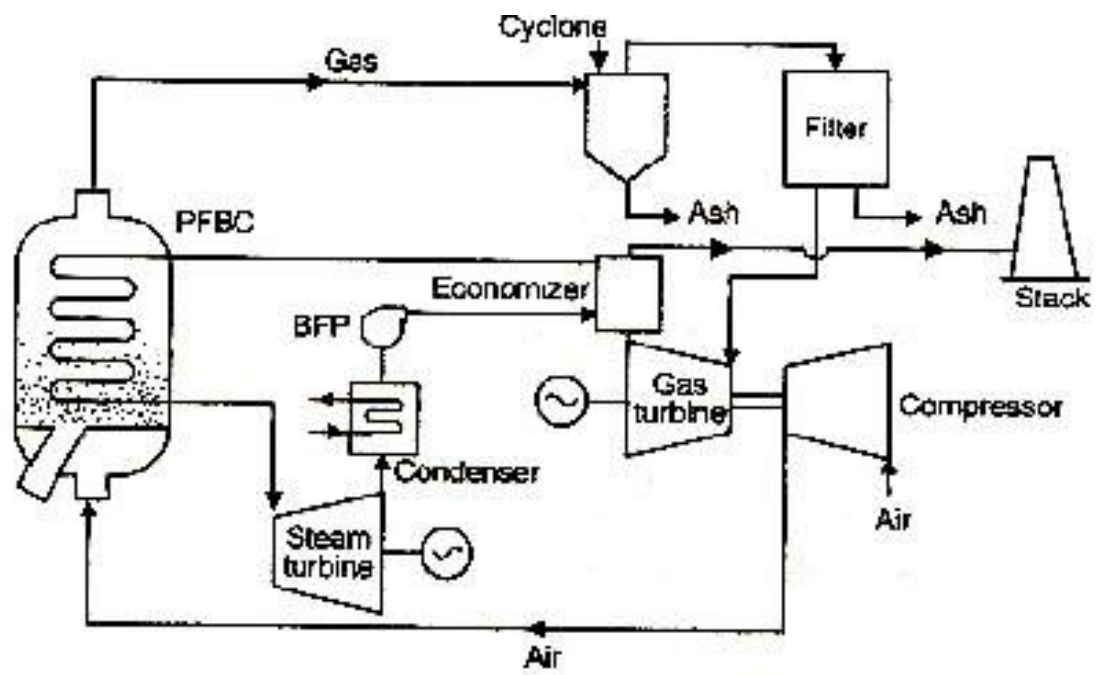 Cyclone
Gas
Filter
PFBC
Ash
Ash
Economizer
Stack
BFP
Gas
turbine
Compressor
Condenser
Air
Steam
turbine
Air